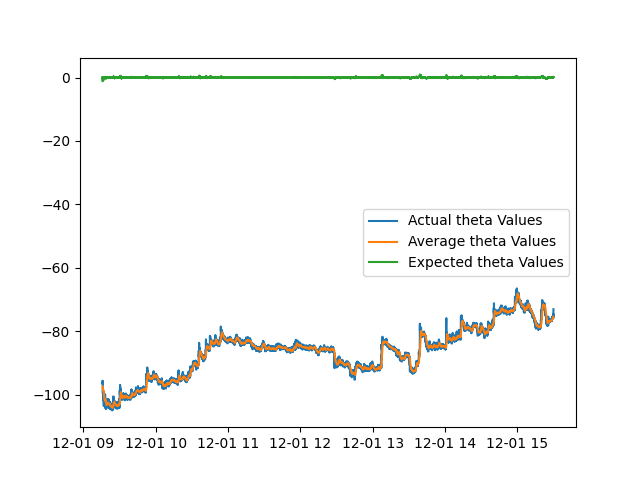 0
−20
−40
−60
−80
−100
Actual theta Values
Average theta Values
Expected theta Values
12-01 09 12-01 10 12-01 11 12-01 12 12-01 13 12-01 14 12-01 15